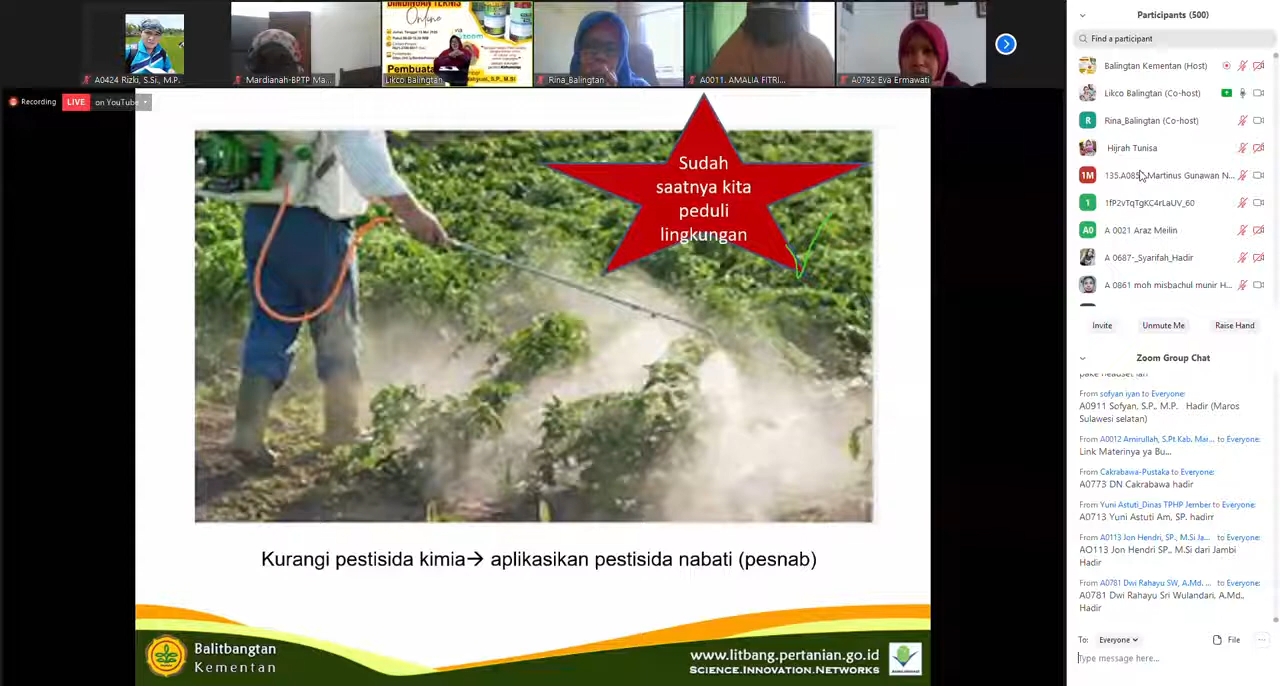 A0424 Rizki, S.Si., M.P.
Mardianah-BPTP Ma...
Online
zoom
Pembuata
Likco Balingtan
Rina_Balingtan
A0011. AMALIA FITRI...
A0792 Eva Ermawati
Recording
LIVE on YouTube
Sudah
saatnya kita
peduli
lingkungan
Kurangi pestisida kimia→ aplikasikan pestisida nabati (pesnab)
Balitbangtan
Kementan
www.litbang.pertanian.go.id
SCIENCE.INNOVATION.NETWORKS
Participants (500)
Find a participant
Balingtan Kementan (Host)
Likco Balingtan (Co-host)
R Rina_Balingtan (Co-host)
Hijrah Tunisa
1M 135.A085_Martinus Gunawan N...
1 1fP2vTqTgKC4rLaUV_60
A0 A 0021 Araz Meilin
A 0687-_Syarifah_Hadir
A 0861 moh misbachul munir H...
Invite Unmute Me Raise Hand
Zoom Group Chat
From sofyan iyan to Everyone:
A0911 Sofyan, S.P., M.P. Hadir (Maros
Sulawesi selatan)
From A0012 Amirullah, S.Pt Kab. Mar... to Everyone:
Link Materinya ya Bu...
From Cakrabawa-Pustaka to Everyone:
A0773 DN Cakrabawa hadir
From Yuni Astuti_Dinas TPHP Jember to Everyone:
A0713 Yuni Astuti Am, SP. hadirr
From A0113 Jon Hendri, SP., M.Si Ja... to Everyone:
AO113 Jon Hendri SP,. M.Si dari Jambi
Hadir
From A0781 Dwi Rahayu SW, A.Md. ... to Everyone:
A0781 Dwi Rahayu Sri Wulandari. A.Md..
Hadir
To: Everyone File ...
Type message here...